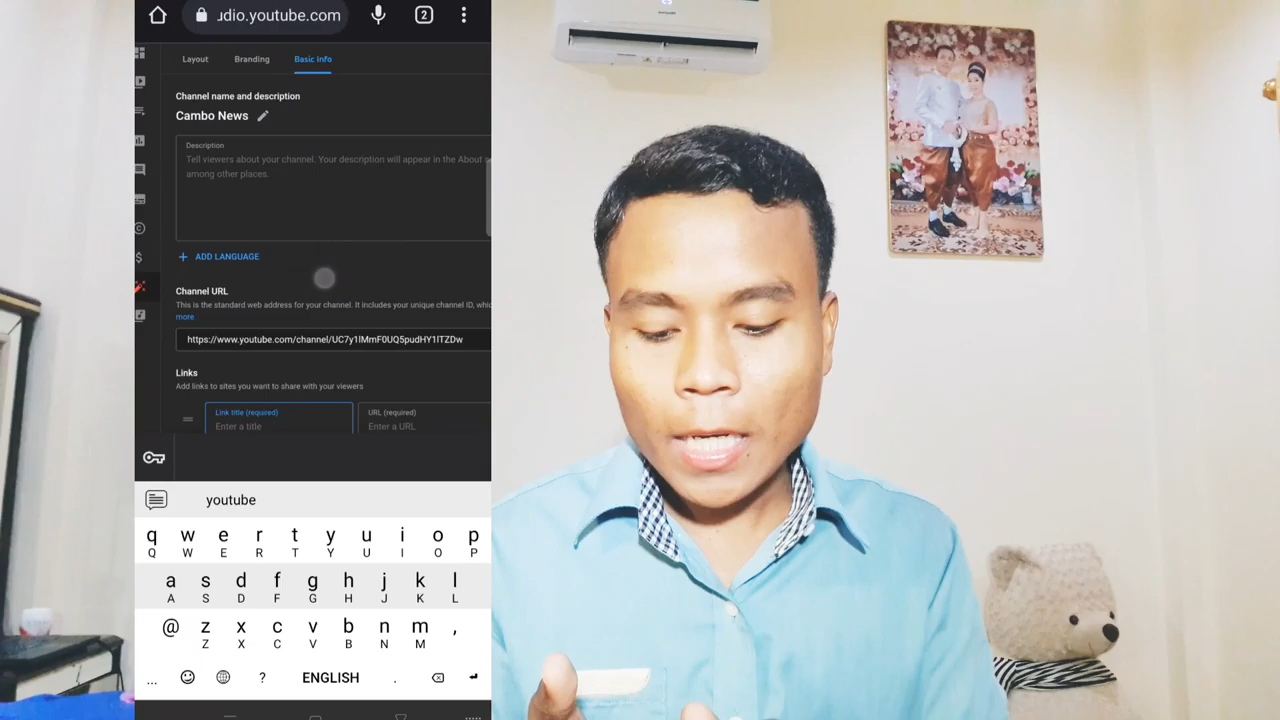 udio.youtube.com
2
Layout
Branding
Basic info
Channel name and description
Cambo News
Description
Tell viewers about your channel. Your description will appear in the About
among other places.
+ ADD LANGUAGE
Channel URL
This is the standard web address for your channel. It includes your unique channel ID,
more
https://www.youtube.com/channel/UC7y1lMmF0UQ5pudHY1lTZDw
Links
Add links to sites you want to share with your viewers
Link title (required)
URL (required)
Enter a title
Enter a URL
youtube
q w e r t y u i o p
Q W E R T Y U I O P
a s d f g h j k l
A S D F G H J K L
@ z x c v b n m ,
Z X C V B N M
... ? ENGLISH .